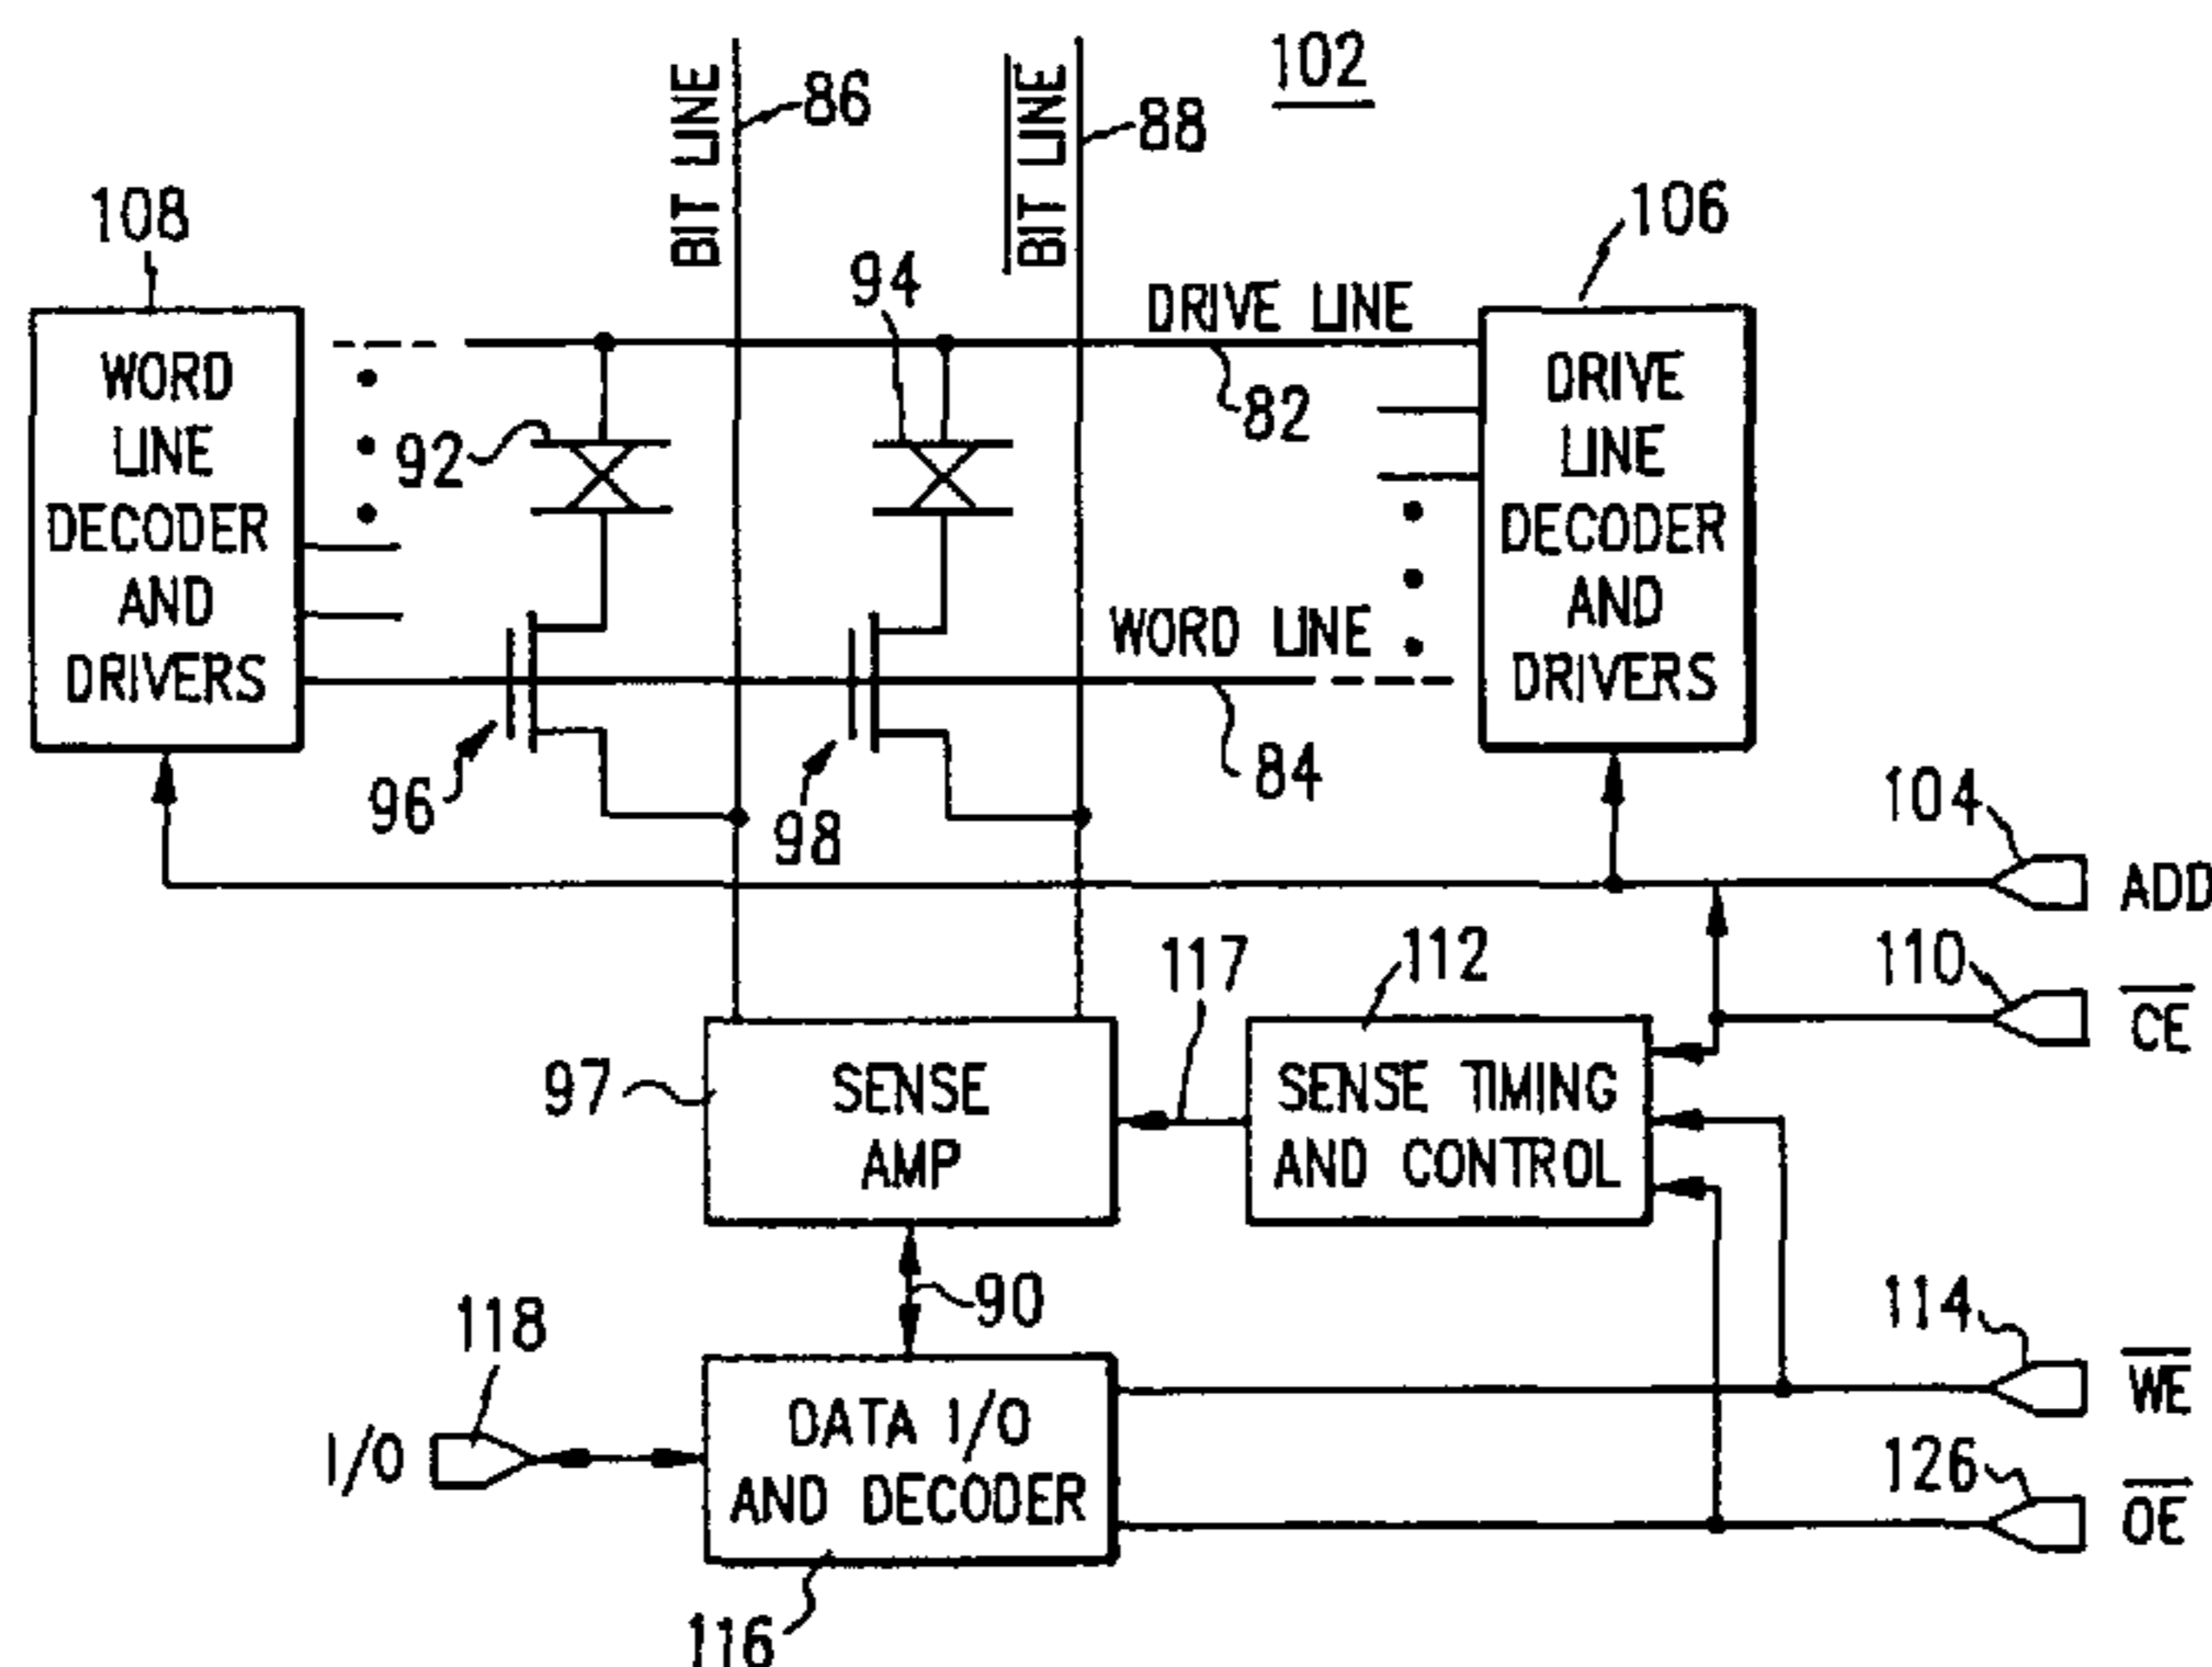 102
BIT LINE
86
BIT LINE
88
108
106
94
DRIVE LINE
82
WORD
LINE
DECODER
AND
DRIVERS
92
DRIVE
LINE
DECODER
AND
DRIVERS
WORD LINE
84
96
98
104
ADD
117
112
110
CE
97
SENSE
AMP
SENSE TIMING
AND CONTROL
90
118
114
WE
I/O
DATA I/O
AND DECODER
126
OE
116